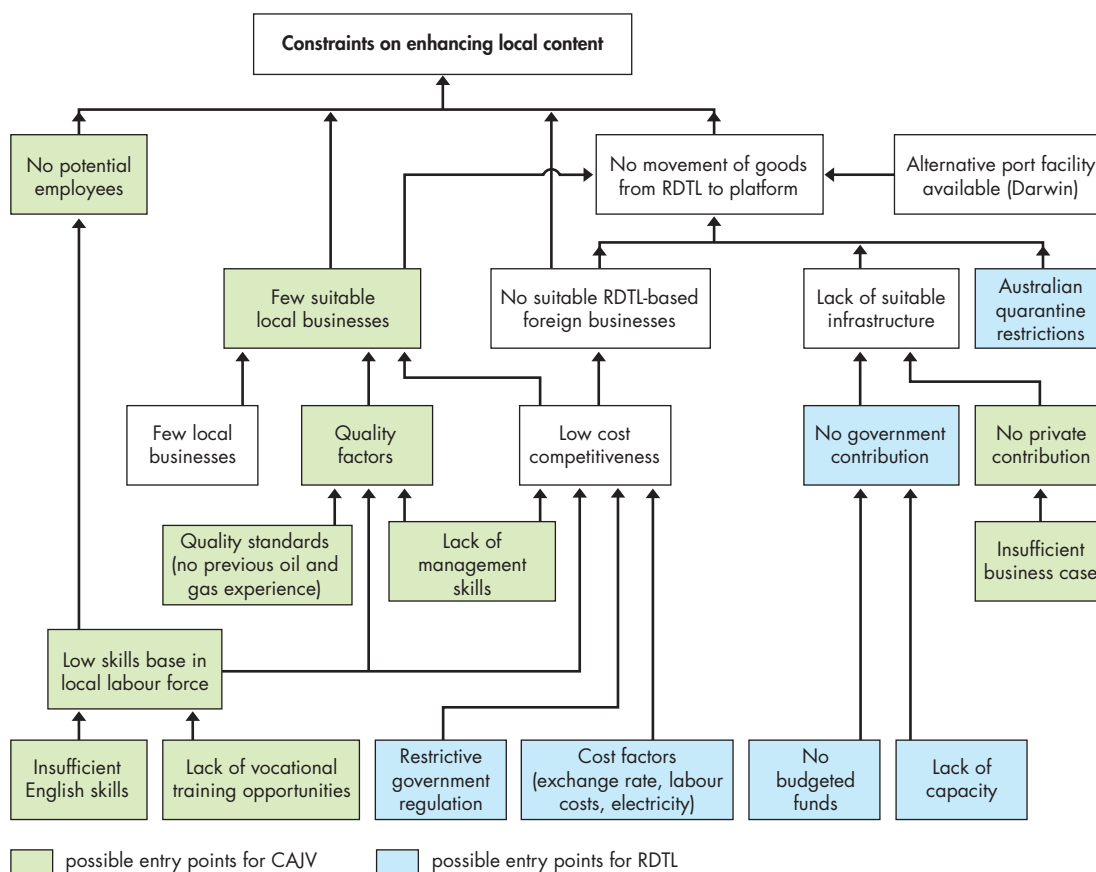 Constraints on enhancing local content
No potential
employees
No movement of goods
from RDTL to platform
Alternative port facility
available (Darwin)
Few suitable
local businesses
No suitable RDTL-based
foreign businesses
Lack of suitable
infrastructure
Australian
quarantine
restrictions
Few local
businesses
Quality
factors
Low cost
competitiveness
No government
contribution
No private
contribution
Quality standards
(no previous oil and
gas experience)
Lack of
management
skills
Insufficient
business case
Low skills base in
local labour force
Insufficient
English skills
Lack of vocational
training opportunities
Restrictive
government
regulation
Cost factors
(exchange rate, labour
costs, electricity)
No
budgeted
funds
Lack of
capacity
possible entry points for CAJV
possible entry points for RDTL